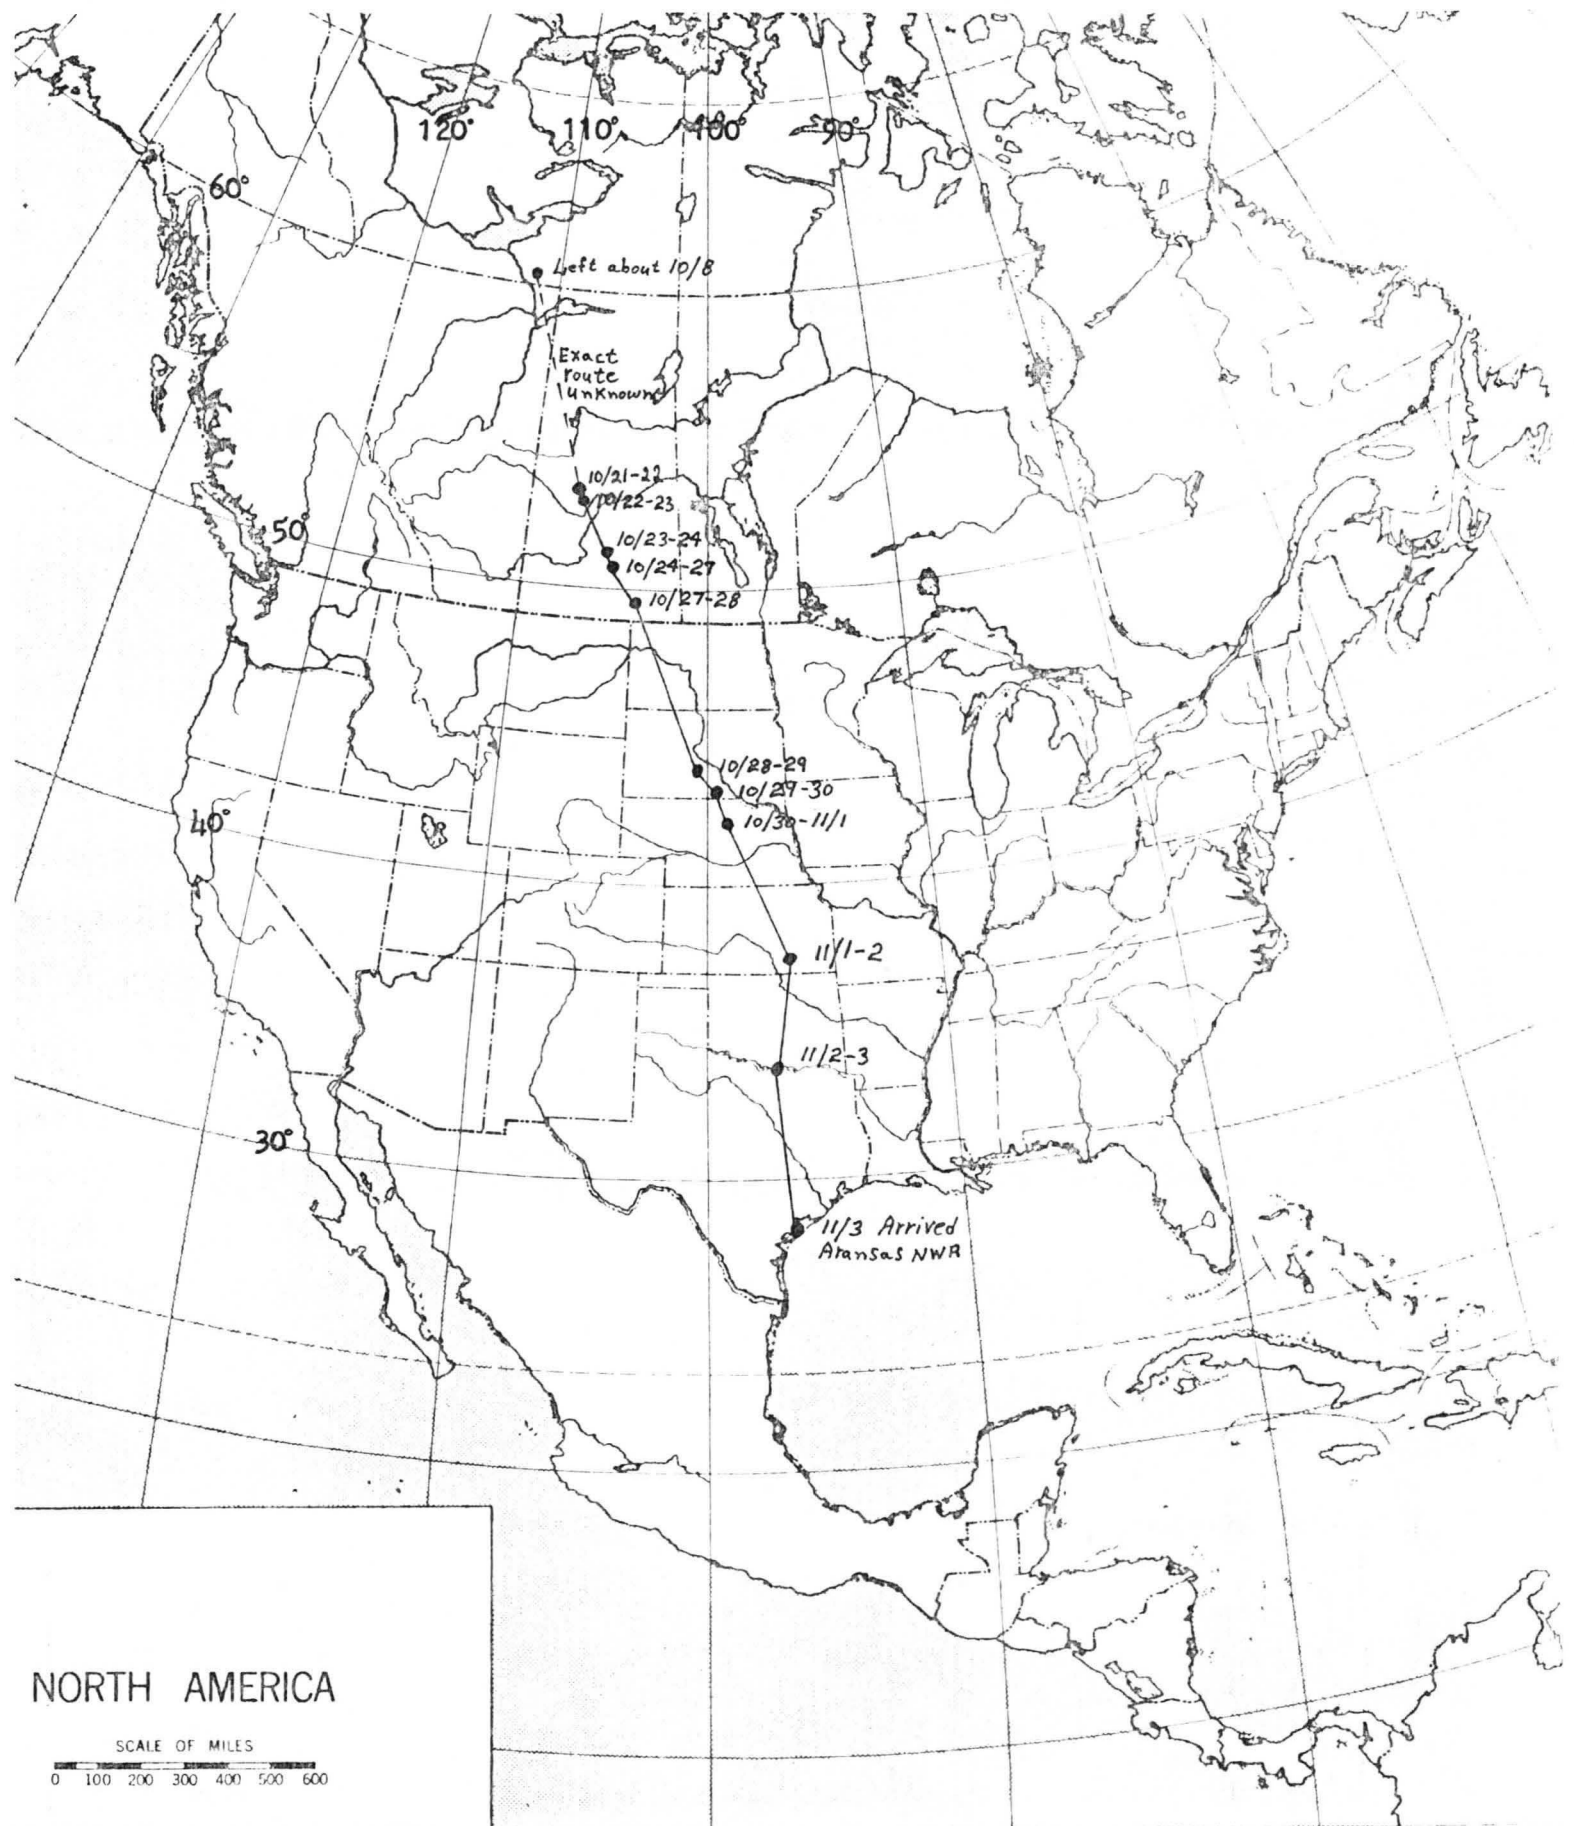 120° 110° 100° 90°
60°
Left about 10/8
Exact
route
unknown
10/21-22
10/22-23
50°
10/23-24
10/24-27
10/27-28
10/28-29
10/29-30
10/30-11/1
40°
11/1-2
11/2-3
30°
11/3 Arrived
Aransas NWR
NORTH AMERICA
SCALE OF MILES
0 100 200 300 400 500 600